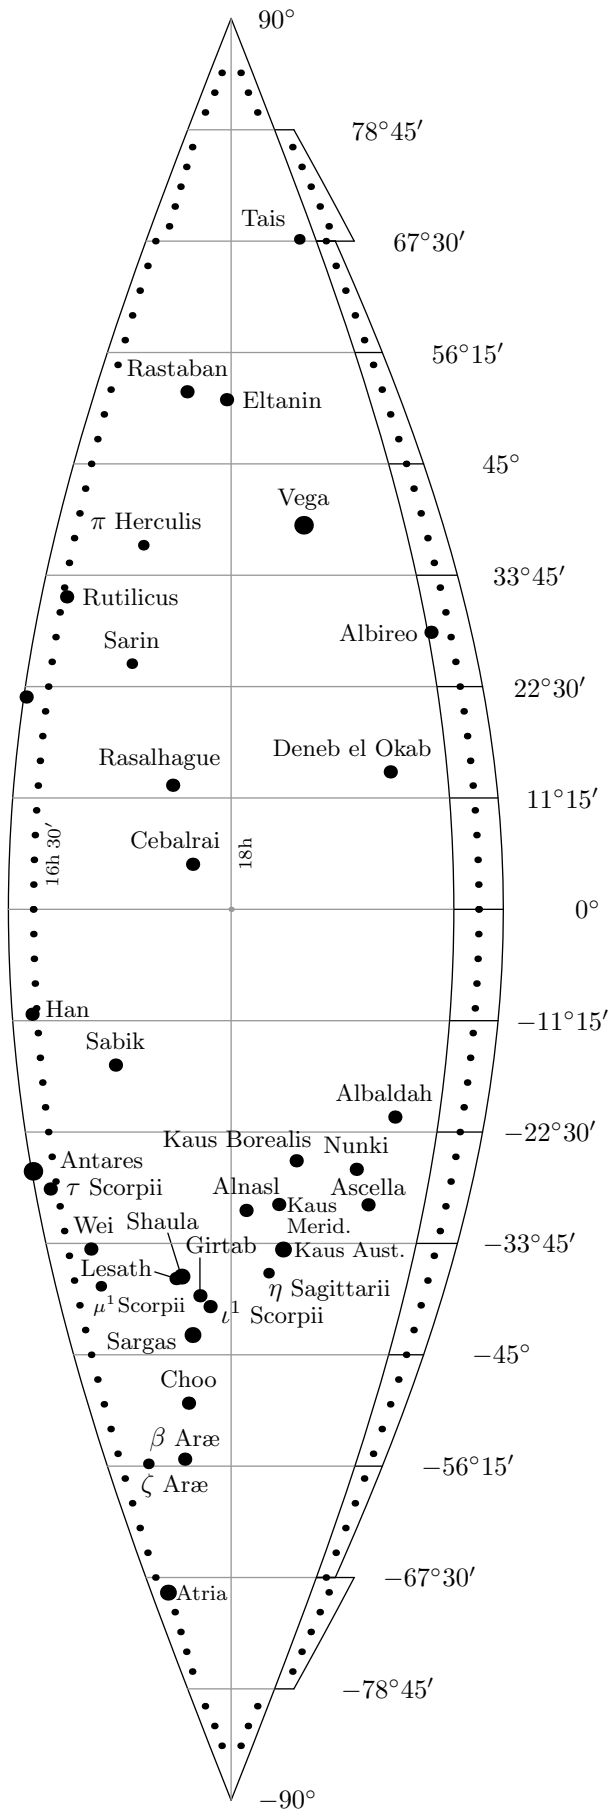 90°
78°45′
Tais
67°30′
56°15′
Rastaban
Eltanin
45°
Vega
π Herculis
33°45′
Rutilicus
Albireo
Sarin
22°30′
Deneb el Okab
Rasalhague
11°15′
Cebalrai
16h 30′
18h
0°
Han
−11°15′
Sabik
Albaldah
−22°30′
Kaus Borealis
Nunki
Antares
τ Scorpii
Alnasl
Ascella
Kaus
Merid.
Wei
Shaula
Girtab
−33°45′
Kaus Aust.
Lesath
η Sagittarii
μ¹Scorpii
ι¹ Scorpii
Sargas
−45°
Choo
β Aræ
−56°15′
ζ Aræ
−67°30′
Atria
−78°45′
−90°